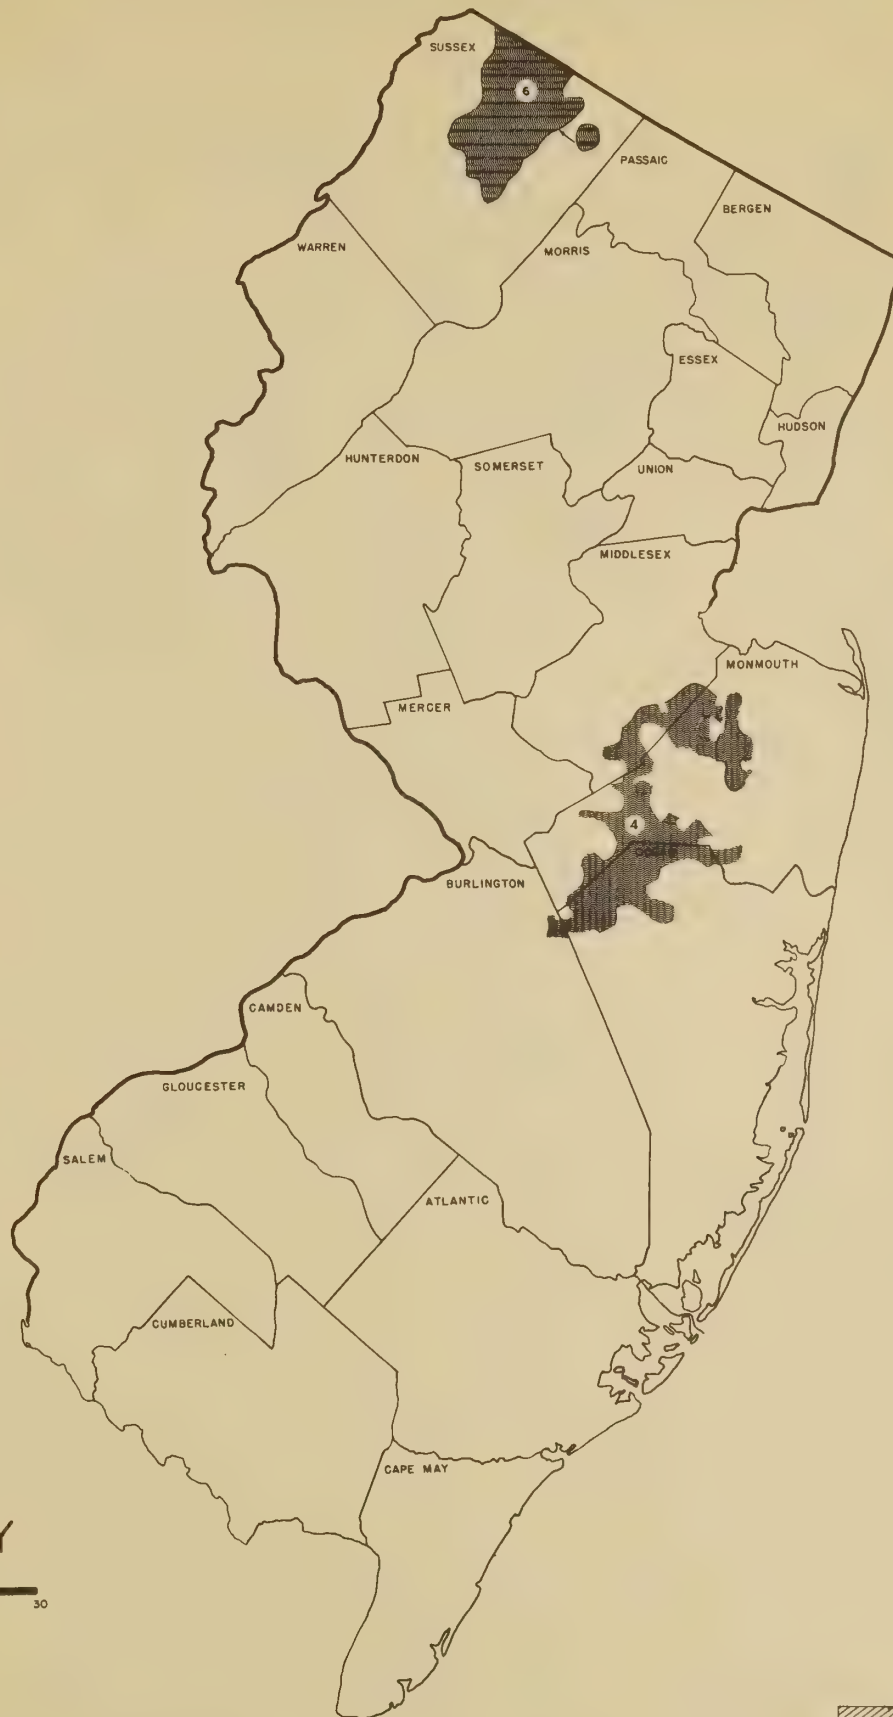 SUSSEX
6
PASSAIC
BERGEN
WARREN
MORRIS
ESSEX
HUDSON
HUNTERDON
SOMERSET
UNION
MIDDLESEX
MONMOUTH
MERCER
4
OCEAN
BURLINGTON
CAMDEN
GLOUCESTER
SALEM
ATLANTIC
CUMBERLAND
CAPE MAY
Y
30